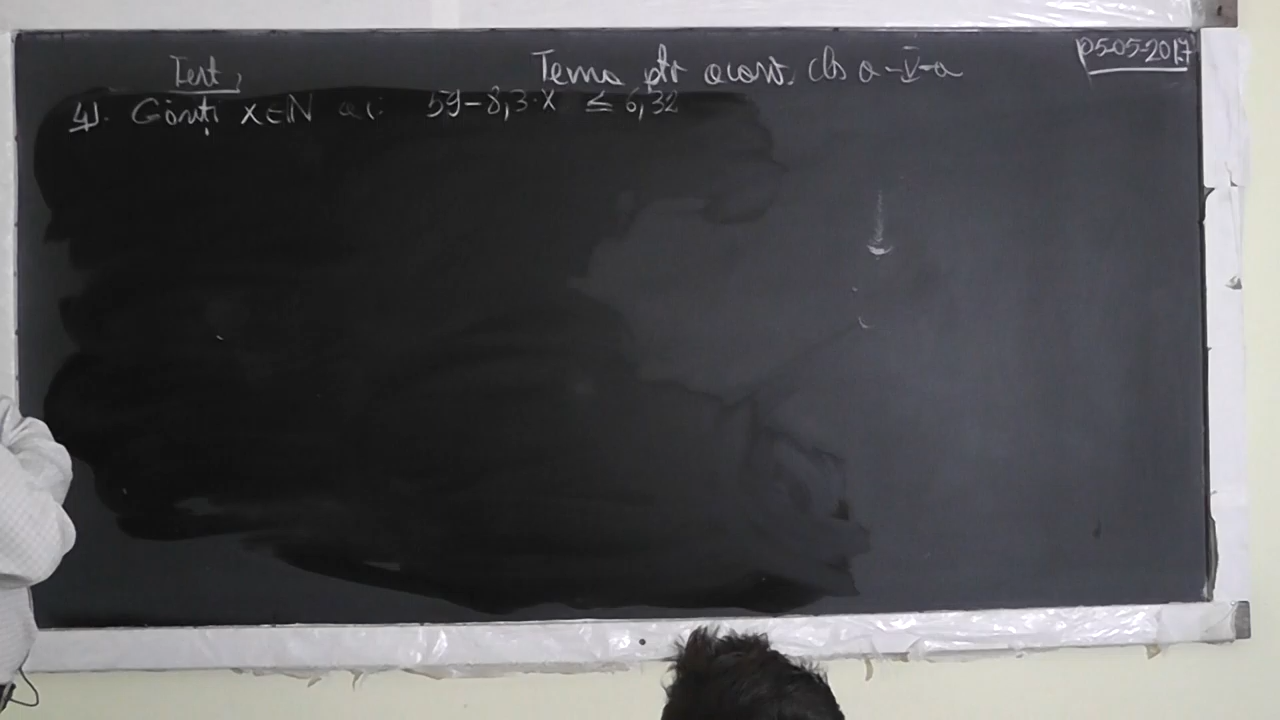 Test,
Tema ptr acasă, cls a-V-a
05-05-2017
4). Găsiți x∈ℕ a.î. 59-8,3·x ≤ 6,32